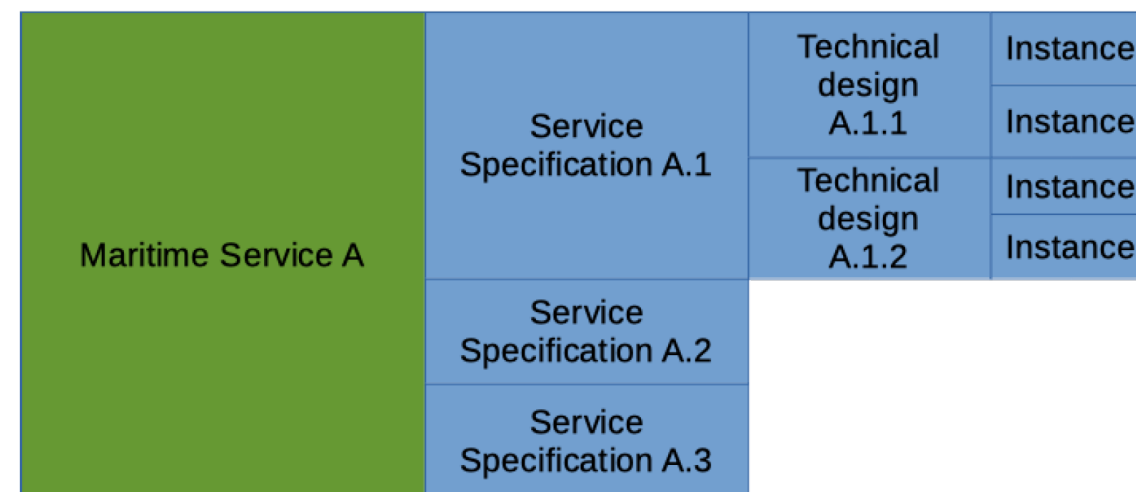 Maritime Service A
Service
Specification A.1
Technical
design
A.1.1
Instance
Instance
Technical
design
A.1.2
Instance
Instance
Service
Specification A.2
Service
Specification A.3